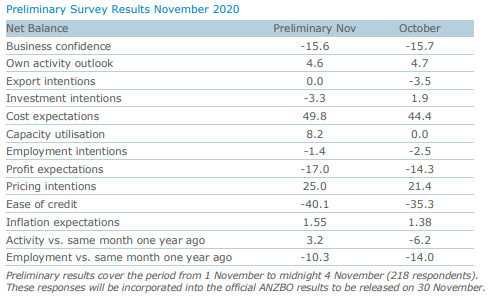 Preliminary Survey Results November 2020
Net Balance Preliminary Nov October
Business confidence -15.6 -15.7
Own activity outlook 4.6 4.7
Export intentions 0.0 -3.5
Investment intentions -3.3 1.9
Cost expectations 49.8 44.4
Capacity utilisation 8.2 0.0
Employment intentions -1.4 -2.5
Profit expectations -17.0 -14.3
Pricing intentions 25.0 21.4
Ease of credit -40.1 -35.3
Inflation expectations 1.55 1.38
Activity vs. same month one year ago 3.2 -6.2
Employment vs. same month one year ago -10.3 -14.0
Preliminary results cover the period from 1 November to midnight 4 November (218 respondents).
These responses will be incorporated into the official ANZBO results to be released on 30 November.